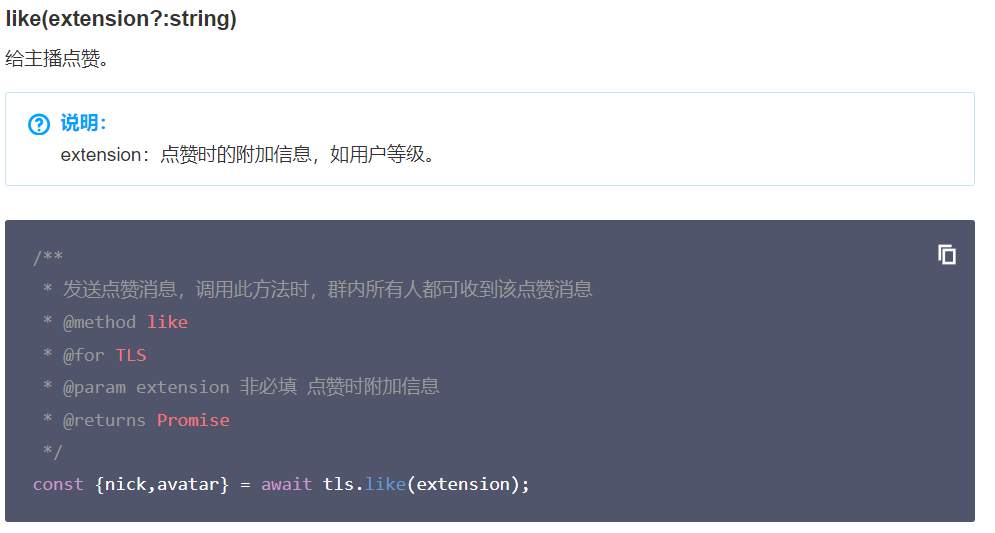 like(extension?:string)
给主播点赞。
说明：
extension：点赞时的附加信息，如用户等级。
/**
 * 发送点赞消息，调用此方法时，群内所有人都可收到该点赞消息
 * @method like
 * @for TLS
 * @param extension 非必填 点赞时附加信息
 * @returns Promise
 */
const {nick,avatar} = await tls.like(extension);